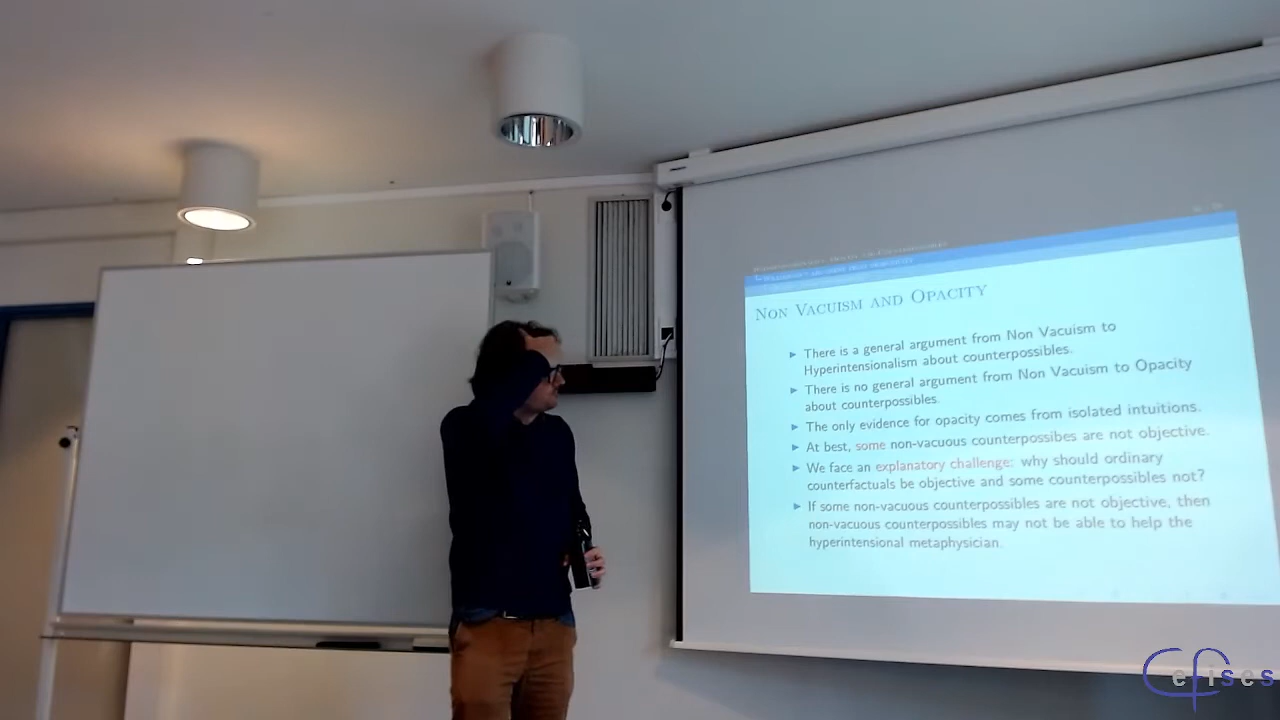 Non Vacuism and Opacity
▶ There is a general argument from Non Vacuism to
Hyperintensionalism about counterpossibles.
▶ There is no general argument from Non Vacuism to Opacity
about counterpossibles.
▶ The only evidence for opacity comes from isolated intuitions.
▶ At best, some non-vacuous counterpossibes are not objective.
▶ We face an explanatory challenge: why should ordinary
counterfactuals be objective and some counterpossibles not?
▶ If some non-vacuous counterpossibles are not objective, then
non-vacuous counterpossibles may not be able to help the
hyperintensional metaphysician.
Cefises